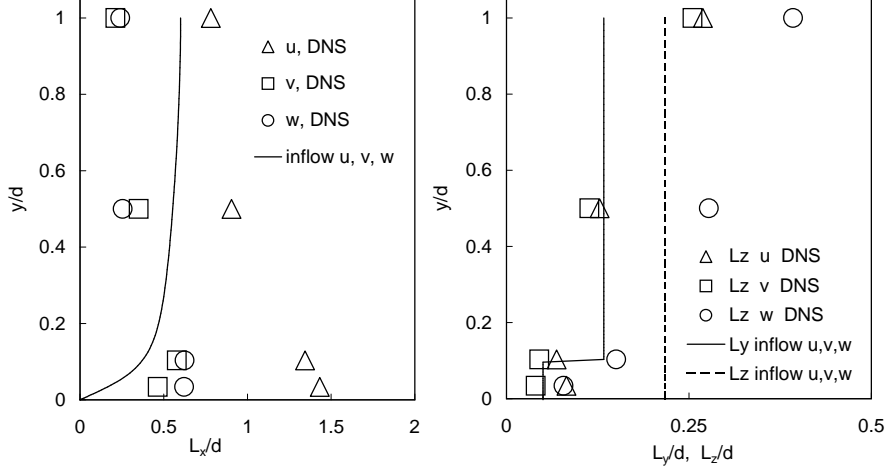 1
0.8
0.6
0.4
0.2
0
y/d
u, DNS
v, DNS
w, DNS
inflow u, v, w
0 0.5 1 1.5 2
Lx/d
1
0.8
0.6
0.4
0.2
0
y/d
Lz u DNS
Lz v DNS
Lz w DNS
Ly inflow u,v,w
Lz inflow u,v,w
0 0.25 0.5
Ly/d, Lz/d